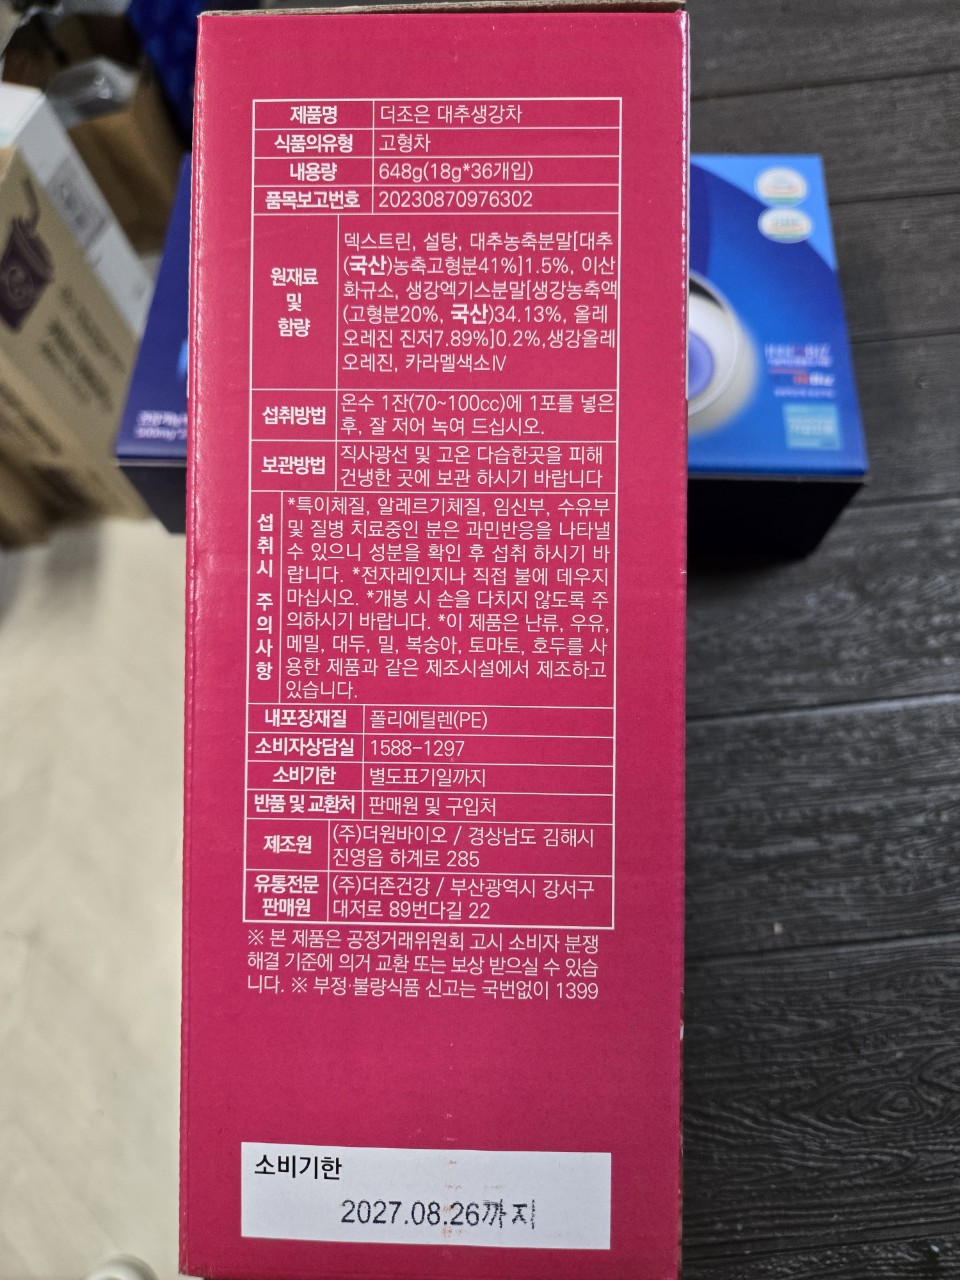 제품명 더조은 대추생강차
식품의유형 고형차
내용량 648g(18g*36개입)
품목보고번호 20230870976302
원재료
및
함량
덱스트린, 설탕, 대추농축분말[대추
(국산)농축고형분41%]1.5%, 이산
화규소, 생강엑기스분말[생강농축액
(고형분20%, 국산)34.13%, 올레
오레진 진저7.89%]0.2%,생강올레
오레진, 카라멜색소Ⅳ
섭취방법
온수 1잔(70~100cc)에 1포를 넣은
후, 잘 저어 녹여 드십시오.
보관방법
직사광선 및 고온 다습한곳을 피해
건냉한 곳에 보관 하시기 바랍니다
섭취시 주의사항
*특이체질, 알레르기체질, 임신부, 수유부
및 질병 치료중인 분은 과민반응을 나타낼
수 있으니 성분을 확인 후 섭취 하시기 바
랍니다. *전자레인지나 직접 불에 데우지
마십시오. *개봉 시 손을 다치지 않도록 주
의하시기 바랍니다. *이 제품은 난류, 우유,
메밀, 대두, 밀, 복숭아, 토마토, 호두를 사
용한 제품과 같은 제조시설에서 제조하고
있습니다.
내포장재질 폴리에틸렌(PE)
소비자상담실 1588-1297
소비기한 별도표기일까지
반품 및 교환처 판매원 및 구입처
제조원
(주)더원바이오 / 경상남도 김해시
진영읍 하계로 285
유통전문
판매원
(주)더존건강 / 부산광역시 강서구
대저로 89번다길 22
※ 본 제품은 공정거래위원회 고시 소비자 분쟁
해결 기준에 의거 교환 또는 보상 받으실 수 있습
니다. ※ 부정·불량식품 신고는 국번없이 1399
소비기한
2027.08.26까지